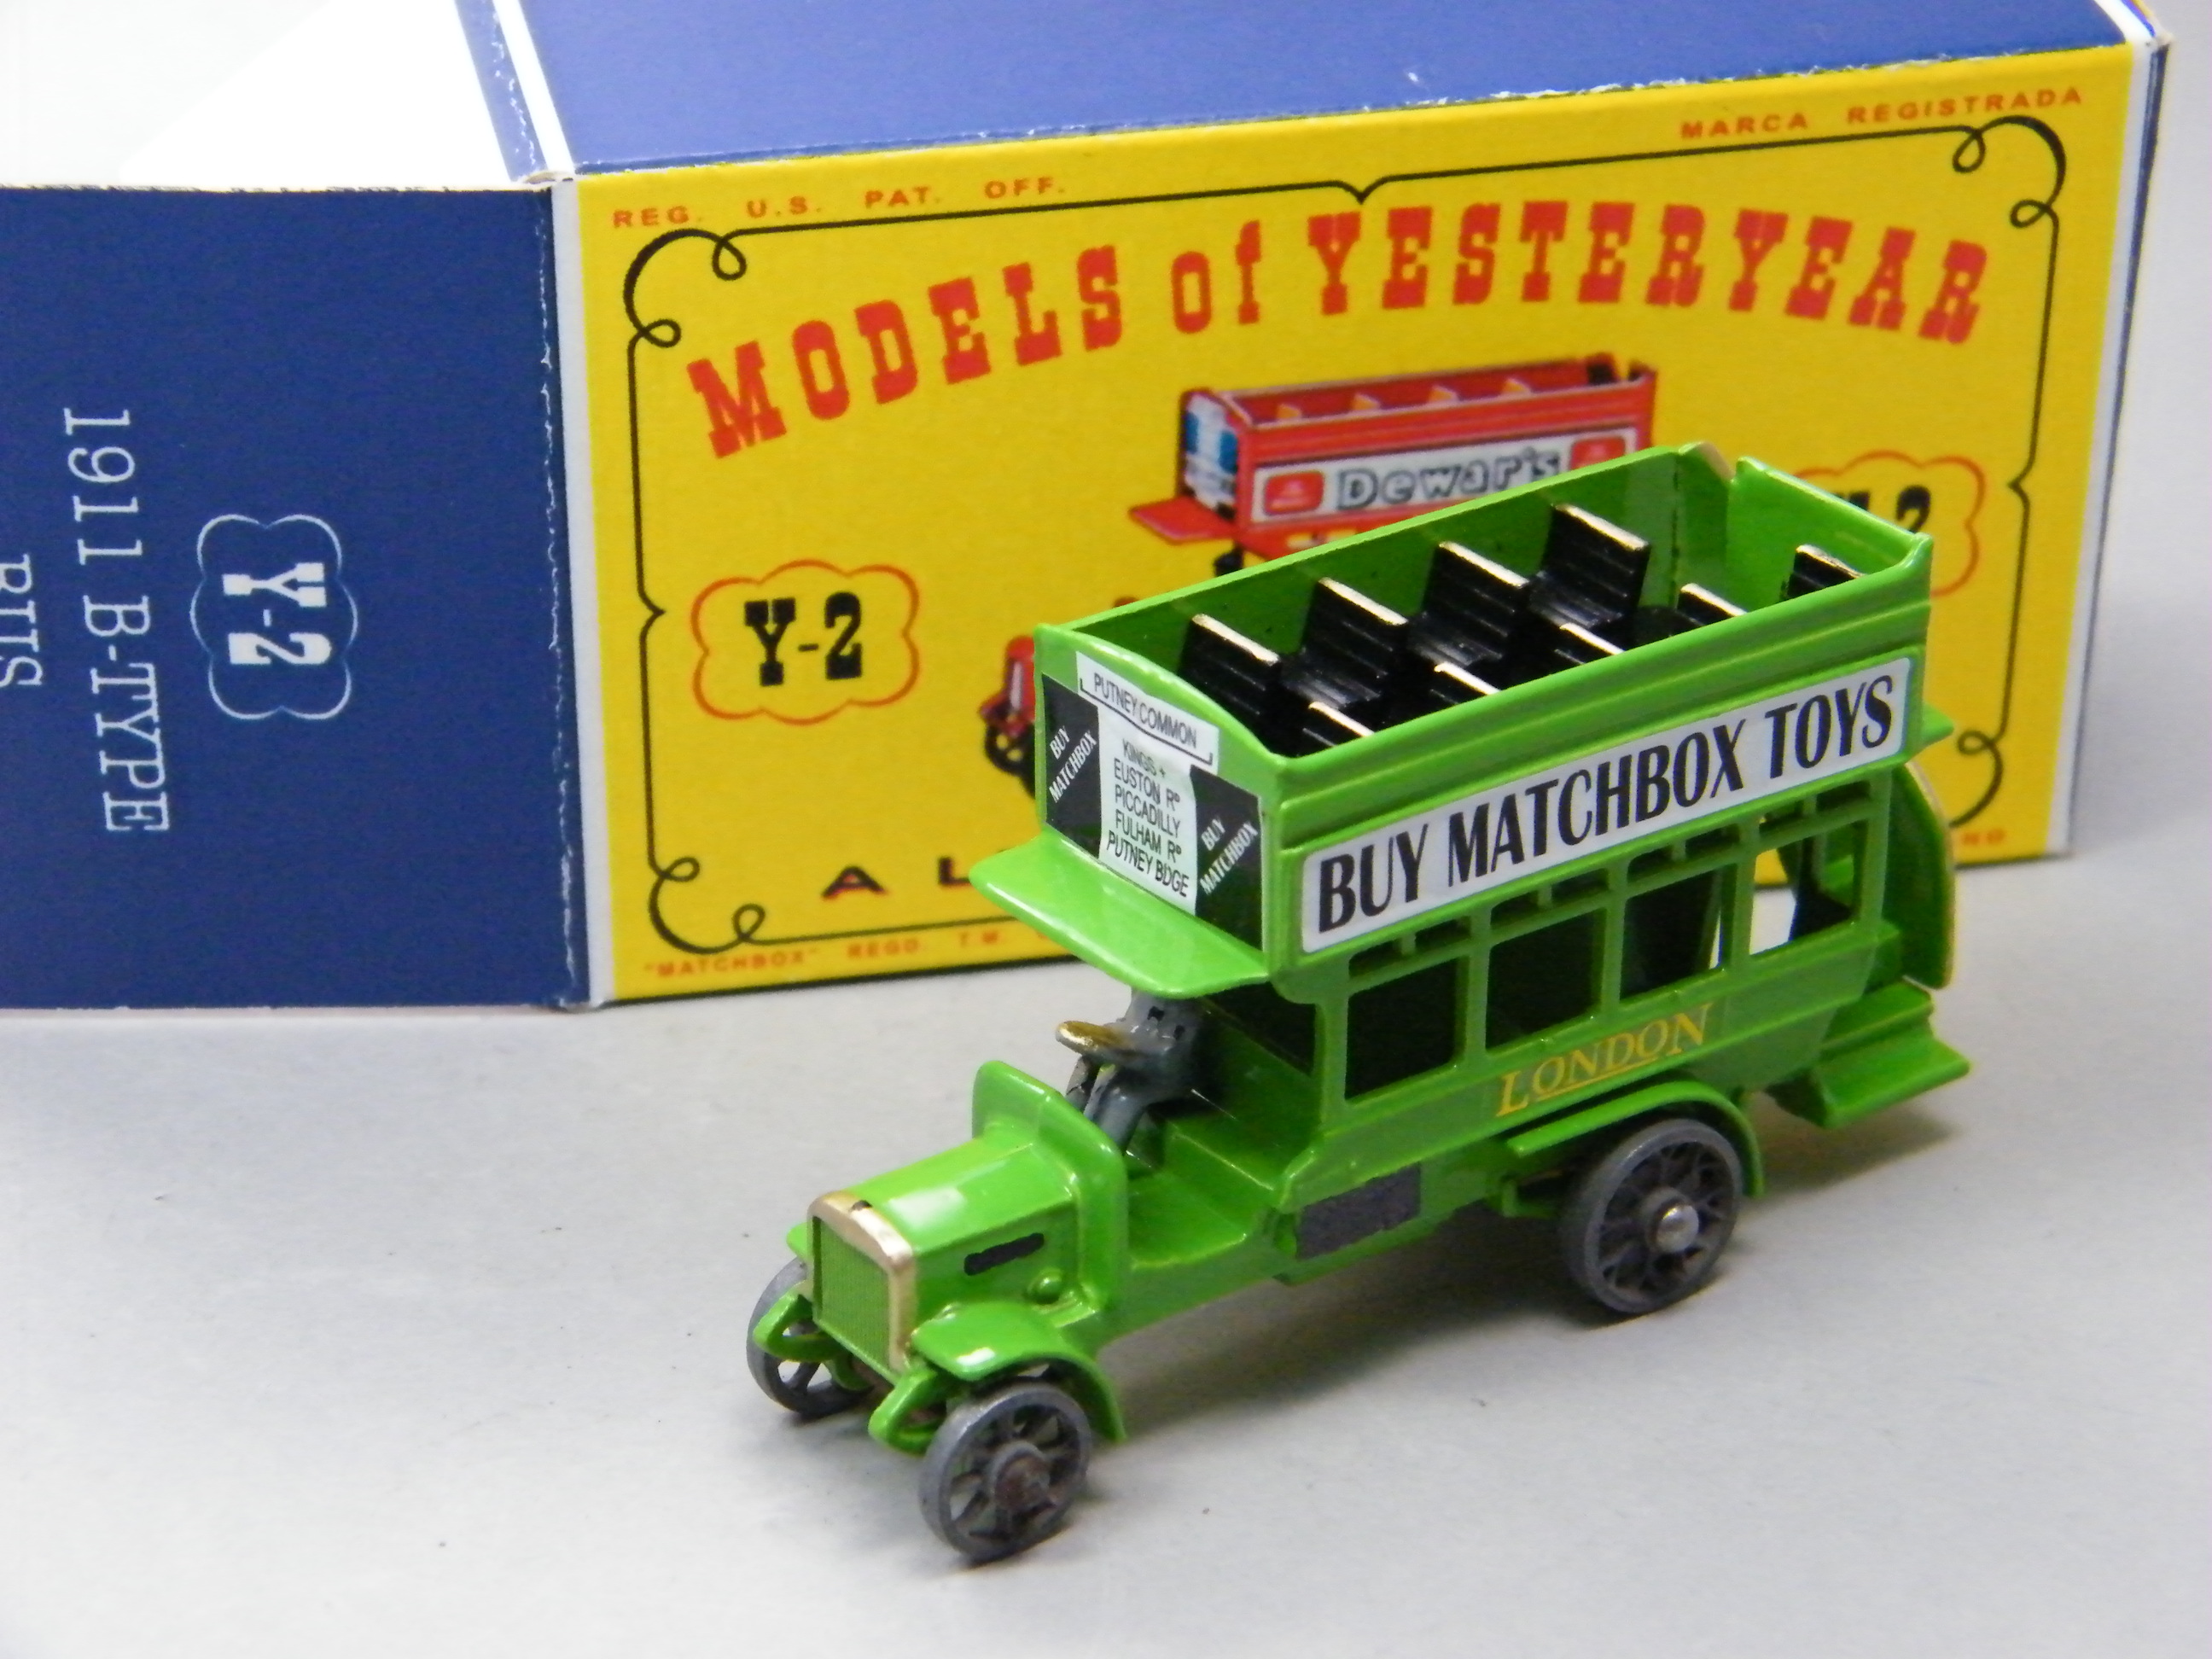 REG. U.S. PAT. OFF.
MARCA REGISTRADA
MODELS of YESTERYEAR
Dewar's
Y-2
"MATCHBOX" REGD. T.M.
Y-2
1911 B-TYPE
BUS
PUTNEY COMMON
KINGS +
EUSTON RD
PICCADILLY
FULHAM RD
PUTNEY BDGE
BUY
MATCHBOX
BUY
MATCHBOX
BUY MATCHBOX TOYS
LONDON